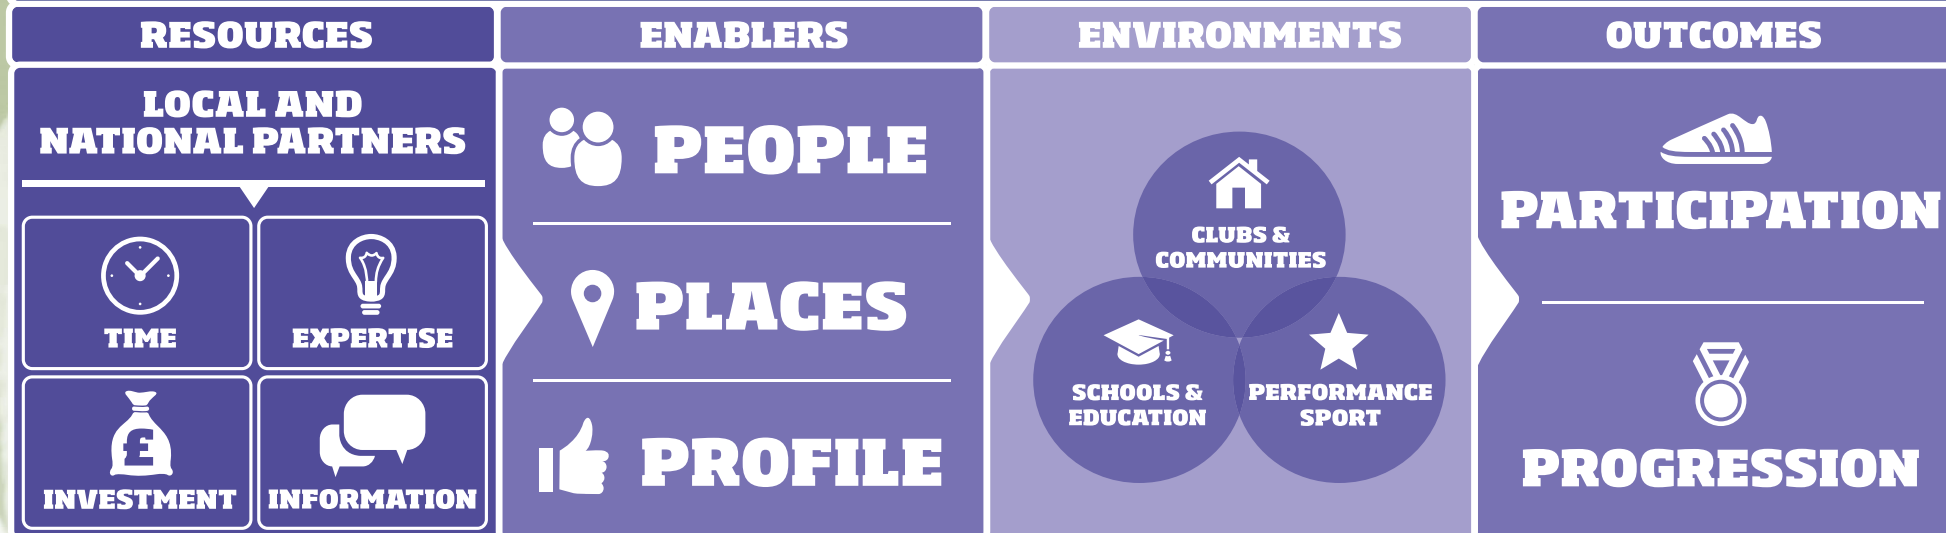 RESOURCES
ENABLERS
ENVIRONMENTS
OUTCOMES
LOCAL AND
NATIONAL PARTNERS
TIME
EXPERTISE
£
INVESTMENT
INFORMATION
PEOPLE
PLACES
PROFILE
CLUBS &
COMMUNITIES
SCHOOLS &
EDUCATION
PERFORMANCE
SPORT
PARTICIPATION
PROGRESSION